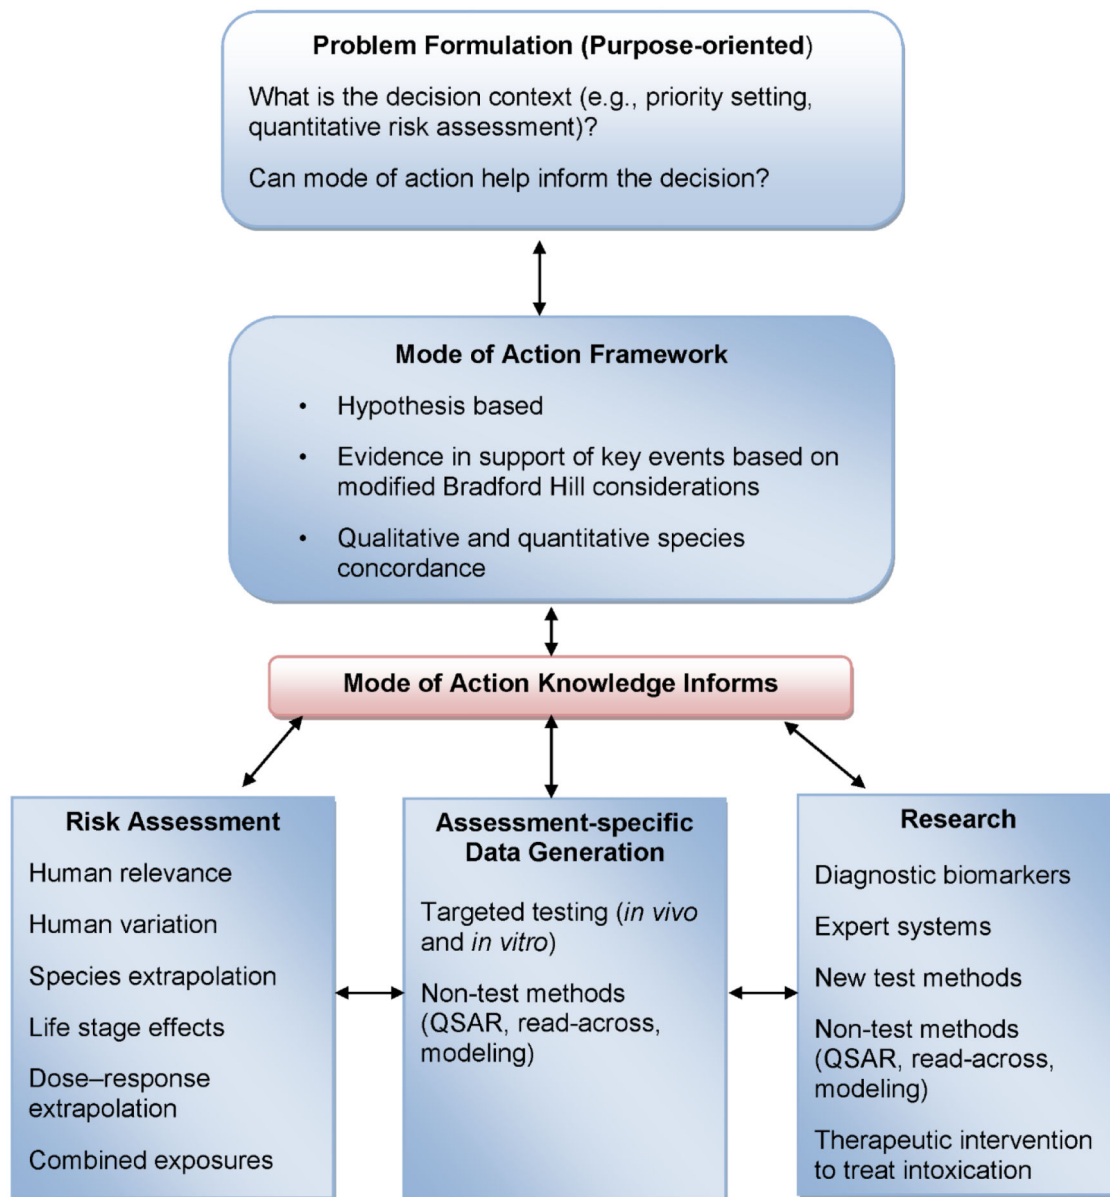 Problem Formulation (Purpose-oriented)
What is the decision context (e.g., priority setting,
quantitative risk assessment)?
Can mode of action help inform the decision?
Mode of Action Framework
• Hypothesis based
• Evidence in support of key events based on
modified Bradford Hill considerations
• Qualitative and quantitative species
concordance
Mode of Action Knowledge Informs
Risk Assessment
Human relevance
Human variation
Species extrapolation
Life stage effects
Dose–response
extrapolation
Combined exposures
Assessment-specific
Data Generation
Targeted testing (in vivo
and in vitro)
Non-test methods
(QSAR, read-across,
modeling)
Research
Diagnostic biomarkers
Expert systems
New test methods
Non-test methods
(QSAR, read-across,
modeling)
Therapeutic intervention
to treat intoxication